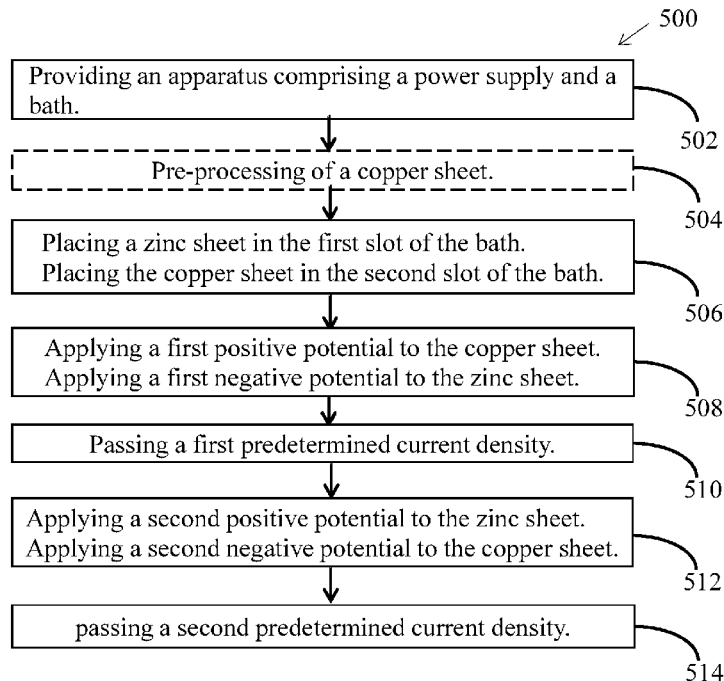 500
Providing an apparatus comprising a power supply and a
bath.
502
Pre-processing of a copper sheet.
504
Placing a zinc sheet in the first slot of the bath.
Placing the copper sheet in the second slot of the bath.
506
Applying a first positive potential to the copper sheet.
Applying a first negative potential to the zinc sheet.
508
Passing a first predetermined current density.
510
Applying a second positive potential to the zinc sheet.
Applying a second negative potential to the copper sheet.
512
passing a second predetermined current density.
514